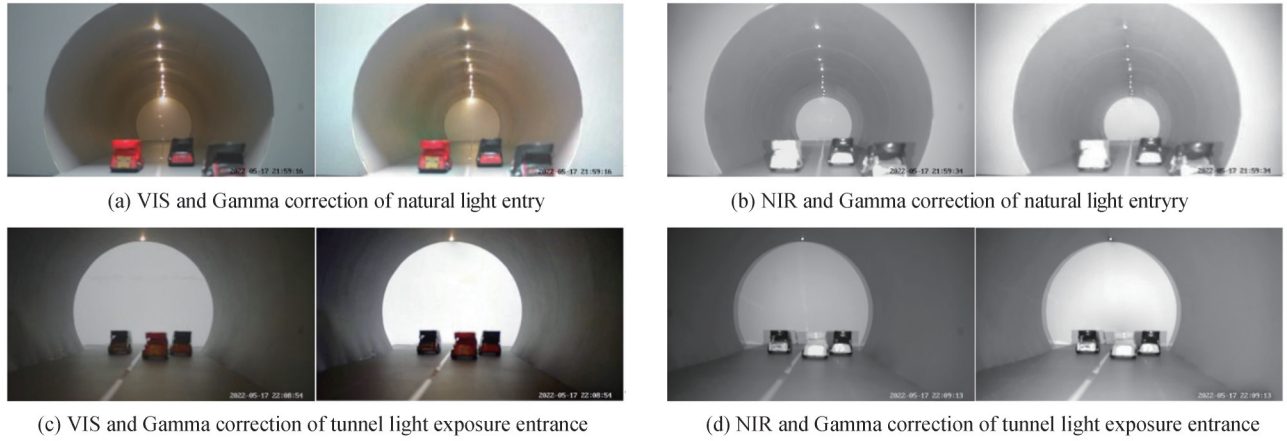 2022-05-17 21:59:16
2022-05-17 21:59:16
2022-05-17 21:59:34
2022-05-17 21:59:34
(a) VIS and Gamma correction of natural light entry
(b) NIR and Gamma correction of natural light entryry
2022-05-17 22:08:54
2022-05-17 22:08:54
2022-05-17 22:09:13
2022-05-17 22:09:13
(c) VIS and Gamma correction of tunnel light exposure entrance
(d) NIR and Gamma correction of tunnel light exposure entrance